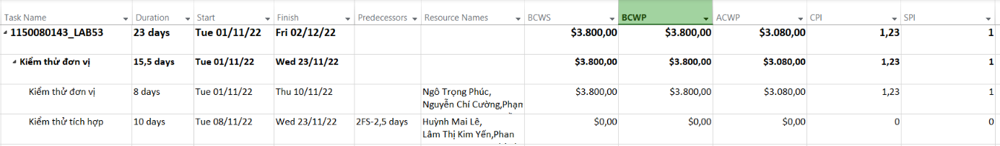 Task Name Duration Start Finish Predecessors Resource Names BCWS BCWP ACWP CPI SPI
1150080143_LAB53 23 days Tue 01/11/22 Fri 02/12/22 $3.800,00 $3.800,00 $3.080,00 1,23 1
Kiểm thử đơn vị 15,5 days Tue 01/11/22 Wed 23/11/22 $3.800,00 $3.800,00 $3.080,00 1,23 1
Kiểm thử đơn vị 8 days Tue 01/11/22 Thu 10/11/22 Ngô Trọng Phúc, $3.800,00 $3.800,00 $3.080,00 1,23 1
Nguyễn Chí Cường,Phạm
Kiểm thử tích hợp 10 days Tue 08/11/22 Wed 23/11/22 2FS-2,5 days Huỳnh Mai Lê, $0,00 $0,00 $0,00 0 0
Lâm Thị Kim Yến,Phan